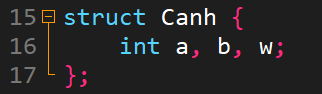 15 struct Canh {
16     int a, b, w;
17 };